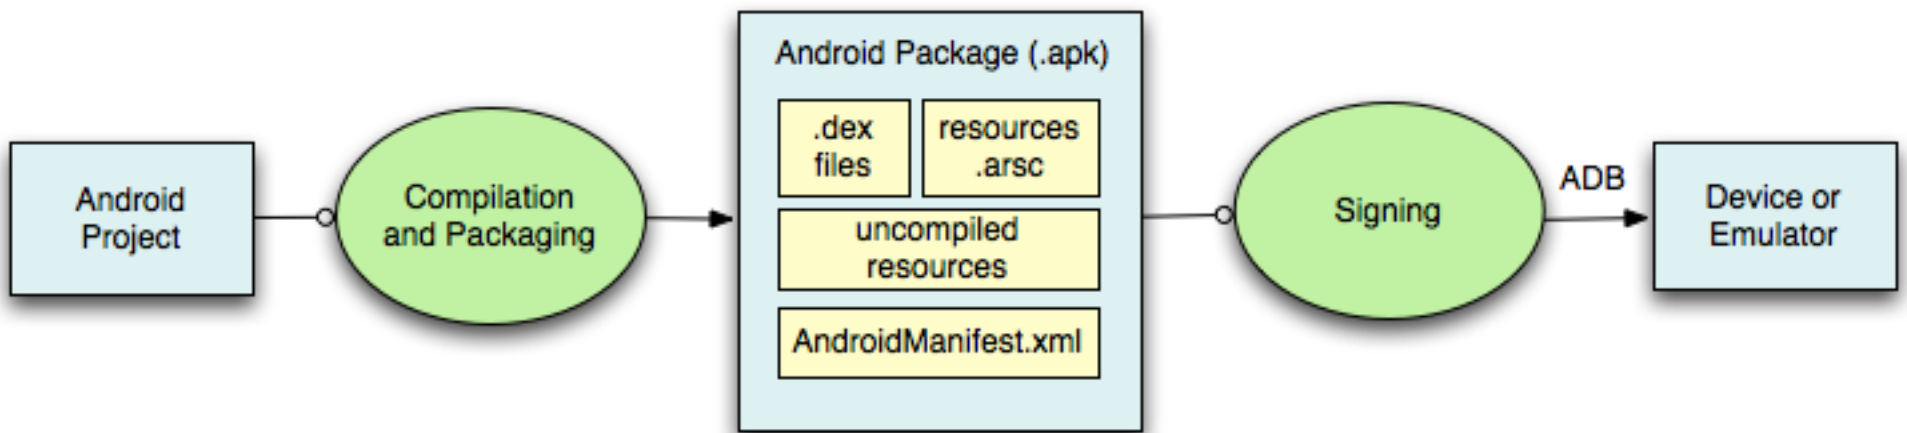 Android
Project
Compilation
and Packaging
Android Package (.apk)
.dex
files
resources
.arsc
uncompiled
resources
AndroidManifest.xml
Signing
ADB
Device or
Emulator